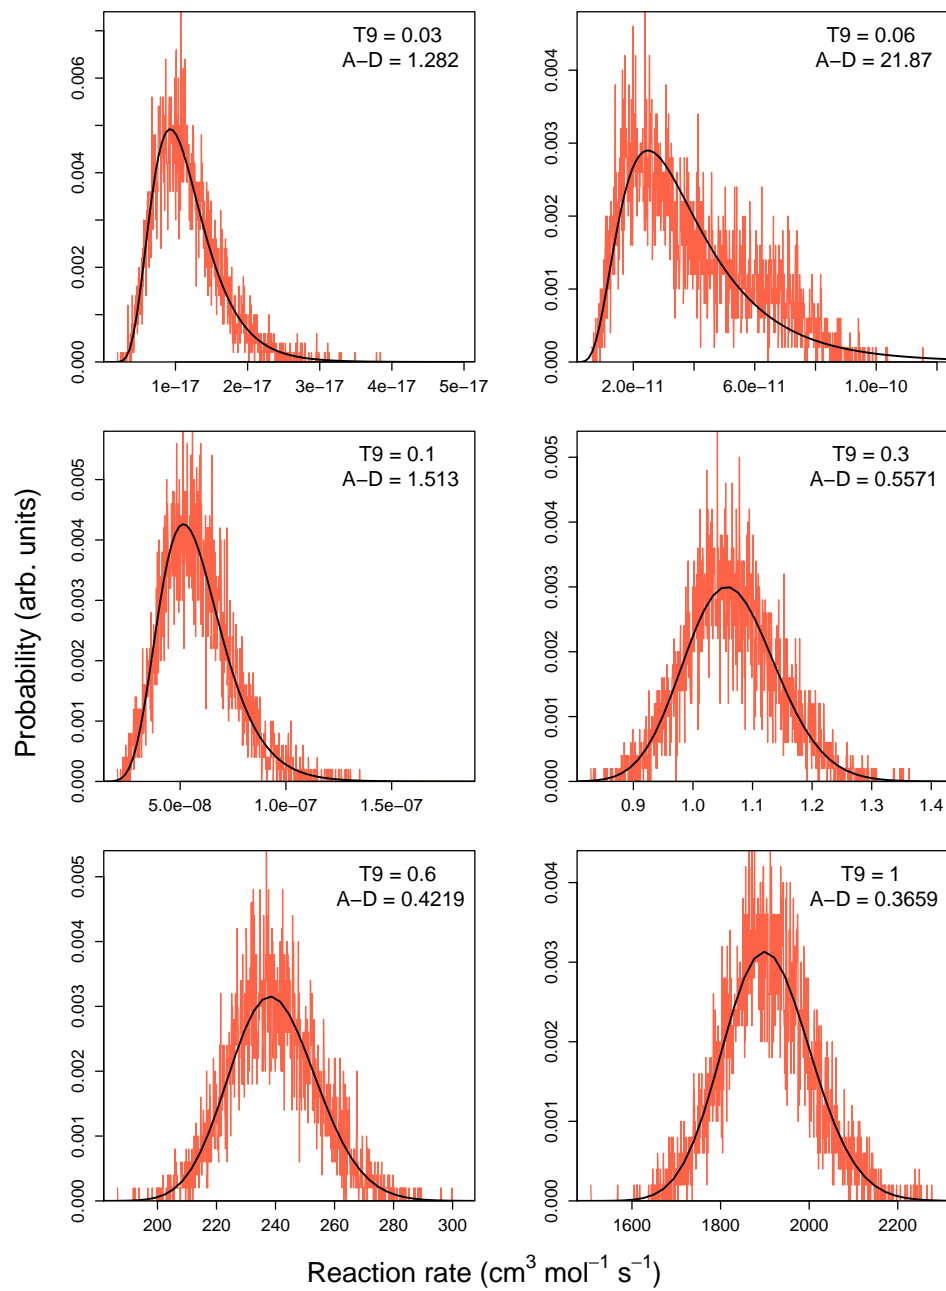 T9 = 0.03
A−D = 1.282
0.000 0.002 0.004 0.006
1e−17 2e−17 3e−17 4e−17 5e−17
T9 = 0.06
A−D = 21.87
0.000 0.001 0.002 0.003 0.004
2.0e−11 6.0e−11 1.0e−10
T9 = 0.1
A−D = 1.513
0.000 0.001 0.002 0.003 0.004 0.005
5.0e−08 1.0e−07 1.5e−07
T9 = 0.3
A−D = 0.5571
0.000 0.001 0.002 0.003 0.004 0.005
0.9 1.0 1.1 1.2 1.3 1.4
Probability (arb. units)
T9 = 0.6
A−D = 0.4219
0.000 0.001 0.002 0.003 0.004 0.005
200 220 240 260 280 300
T9 = 1
A−D = 0.3659
0.000 0.001 0.002 0.003 0.004
1600 1800 2000 2200
Reaction rate (cm³ mol⁻¹ s⁻¹)